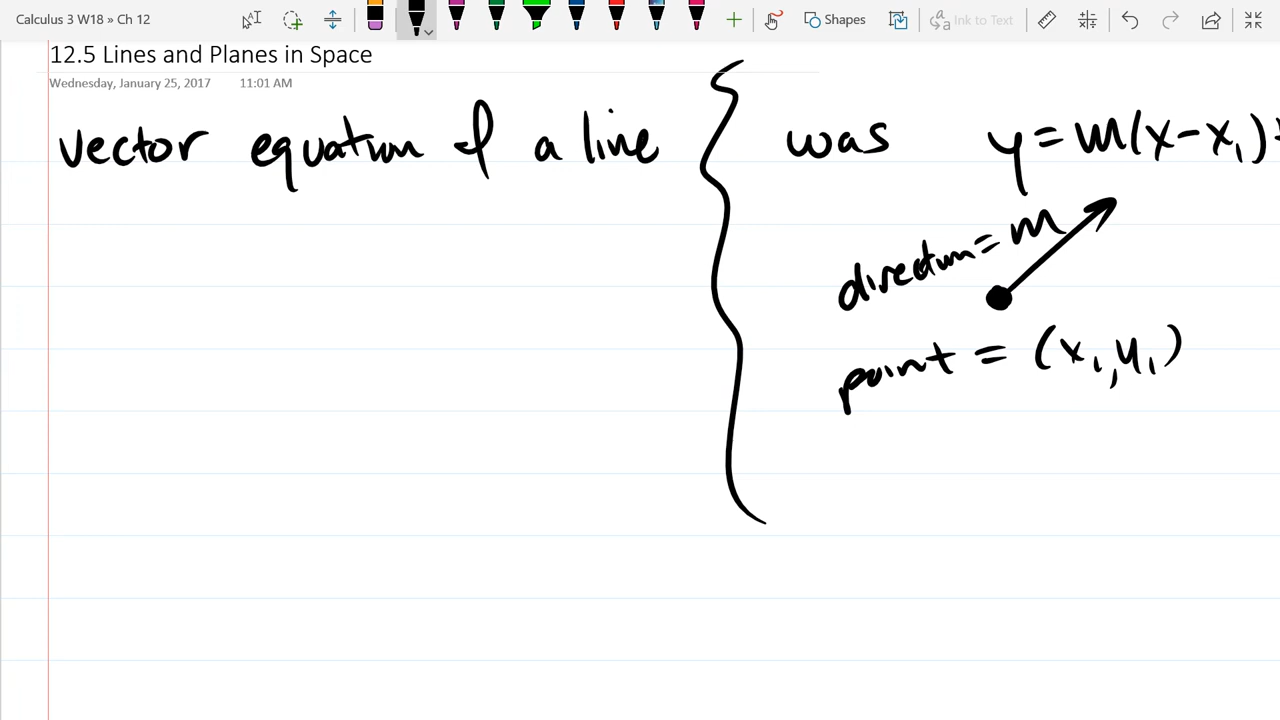 Calculus 3 W18 » Ch 12
Shapes
Ink to Text
12.5 Lines and Planes in Space
Wednesday, January 25, 2017 11:01 AM
vector equation of a line
was y = m(x-x₁)+
direction = m
point = (x₁, y₁)